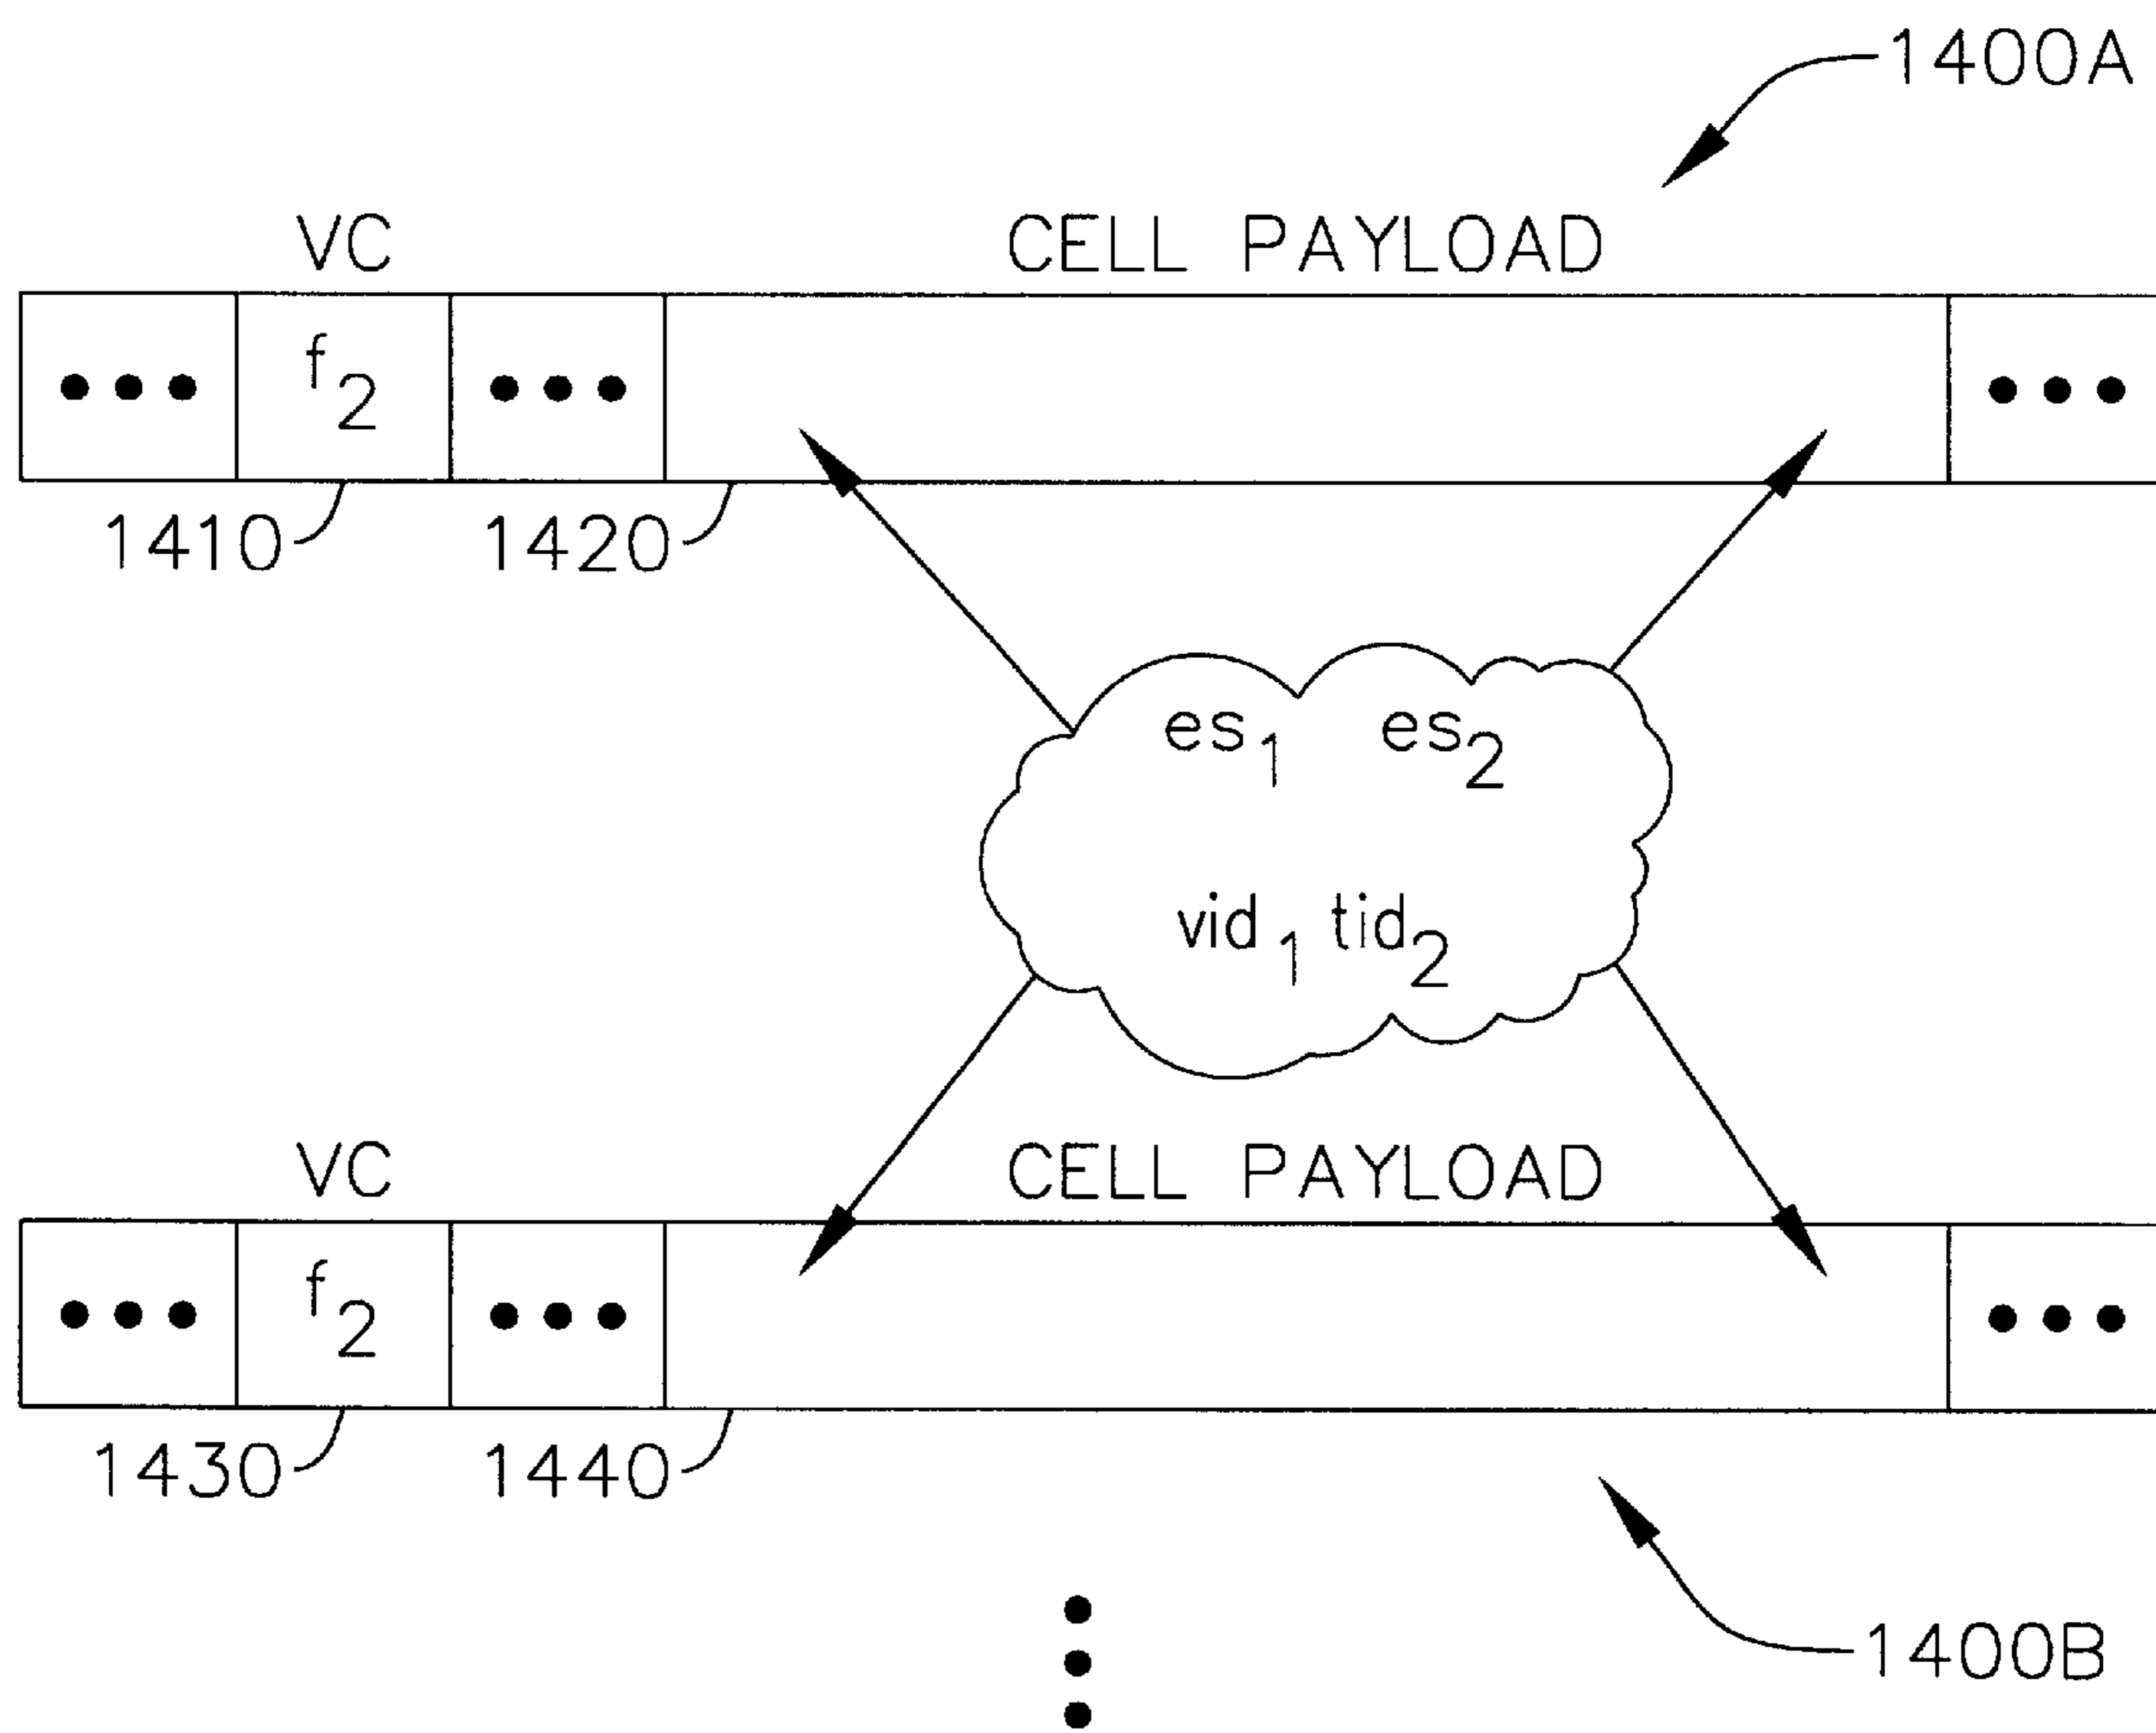 1400A
VC CELL PAYLOAD
••• f2 ••• •••
1410 1420
es1 es2
vid1 tid2
VC CELL PAYLOAD
••• f2 ••• •••
1430 1440
1400B